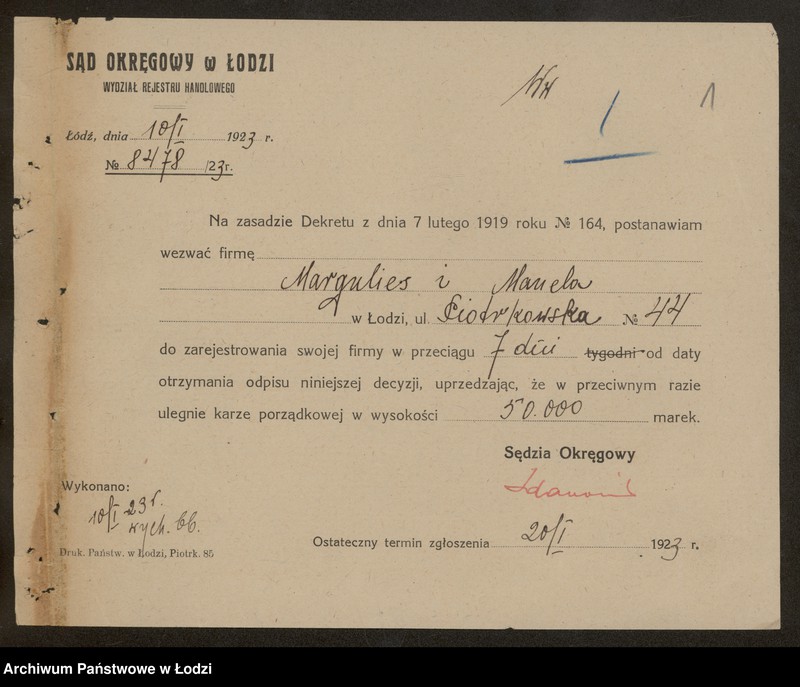 SĄD OKRĘGOWY w ŁODZI
WYDZIAŁ REJESTRU HANDLOWEGO
1
1
Łódź, dnia 10/I 1923 r.
№ 8478/23r.
Na zasadzie Dekretu z dnia 7 lutego 1919 roku № 164, postanawiam
wezwać firmę
Margulies i Manela
w Łodzi, ul. Piotrkowska № 44
do zarejestrowania swojej firmy w przeciągu 7 dni tygodni od daty
otrzymania odpisu niniejszej decyzji, uprzedzając, że w przeciwnym razie
ulegnie karze porządkowej w wysokości 50.000 marek.
Sędzia Okręgowy
Wykonano:
10/I 23 r.
wych. bb.
Ostateczny termin zgłoszenia 20/I 1923 r.
Druk. Państw. w Łodzi, Piotrk. 85
Archiwum Państwowe w Łodzi